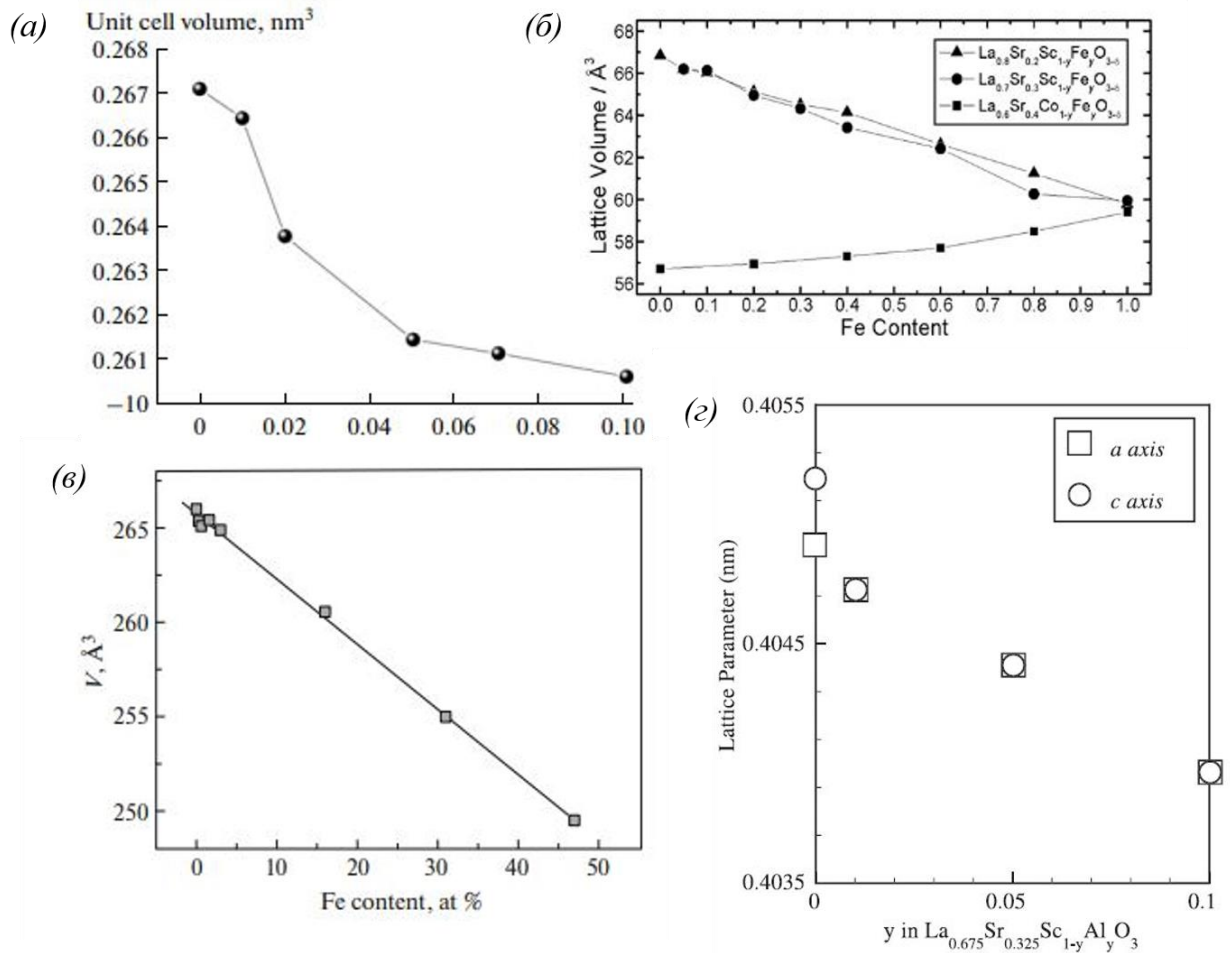 (а)
Unit cell volume, nm³
0.268
0.267
0.266
0.265
0.264
0.263
0.262
0.261
−10
0 0.02 0.04 0.06 0.08 0.10
(б)
68
66
64
62
60
58
56
Lattice Volume / Å³
La₀.₈Sr₀.₂Sc₁₋yFeyO₃₋δ
La₀.₇Sr₀.₃Sc₁₋yFeyO₃₋δ
La₀.₆Sr₀.₄Co₁₋yFeyO₃₋δ
0.0 0.1 0.2 0.3 0.4 0.5 0.6 0.7 0.8 0.9 1.0
Fe Content
(в)
265
260
255
250
V, Å³
0 10 20 30 40 50
Fe content, at %
(г)
0.4055
0.4045
0.4035
Lattice Parameter (nm)
a axis
c axis
0 0.05 0.1
y in La₀.₆₇₅Sr₀.₃₂₅Sc₁₋yAlyO₃